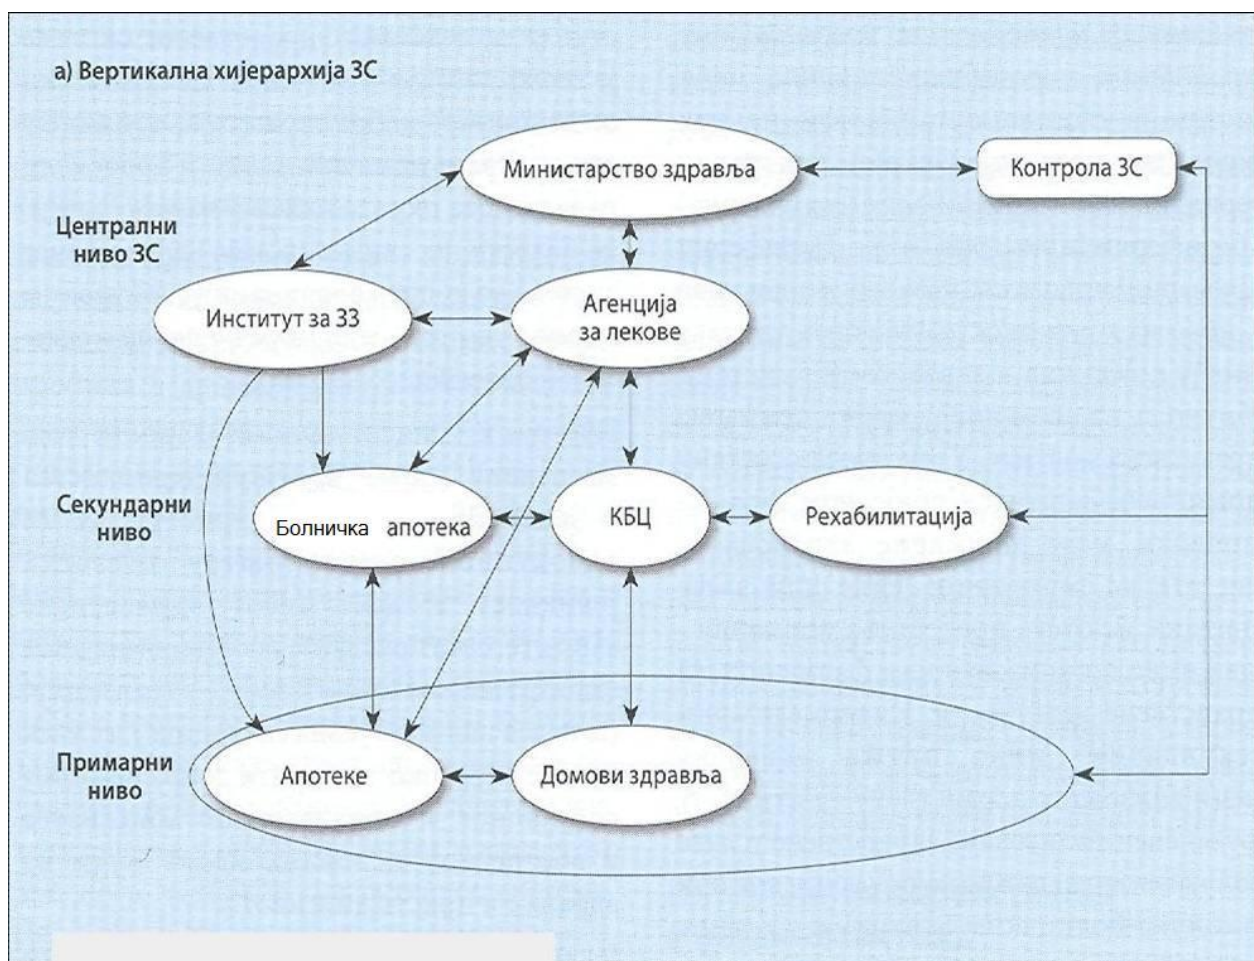 а) Вертикална хијерархија ЗС
Министарство здравља
Контрола ЗС
Централни
ниво ЗС
Институт за ЗЗ
Агенција
за лекове
Секундарни
ниво
Болничка апотека
КБЦ
Рехабилитација
Примарни
ниво
Апотеке
Домови здравља